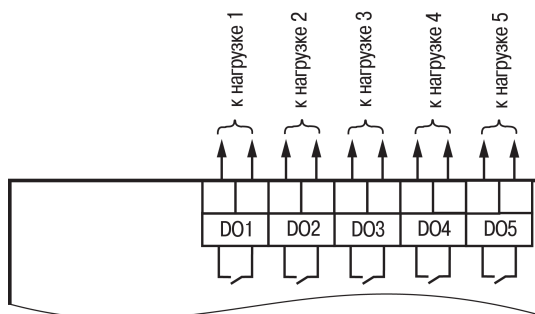 к нагрузке 1
к нагрузке 2
к нагрузке 3
к нагрузке 4
к нагрузке 5
DO1
DO2
DO3
DO4
DO5